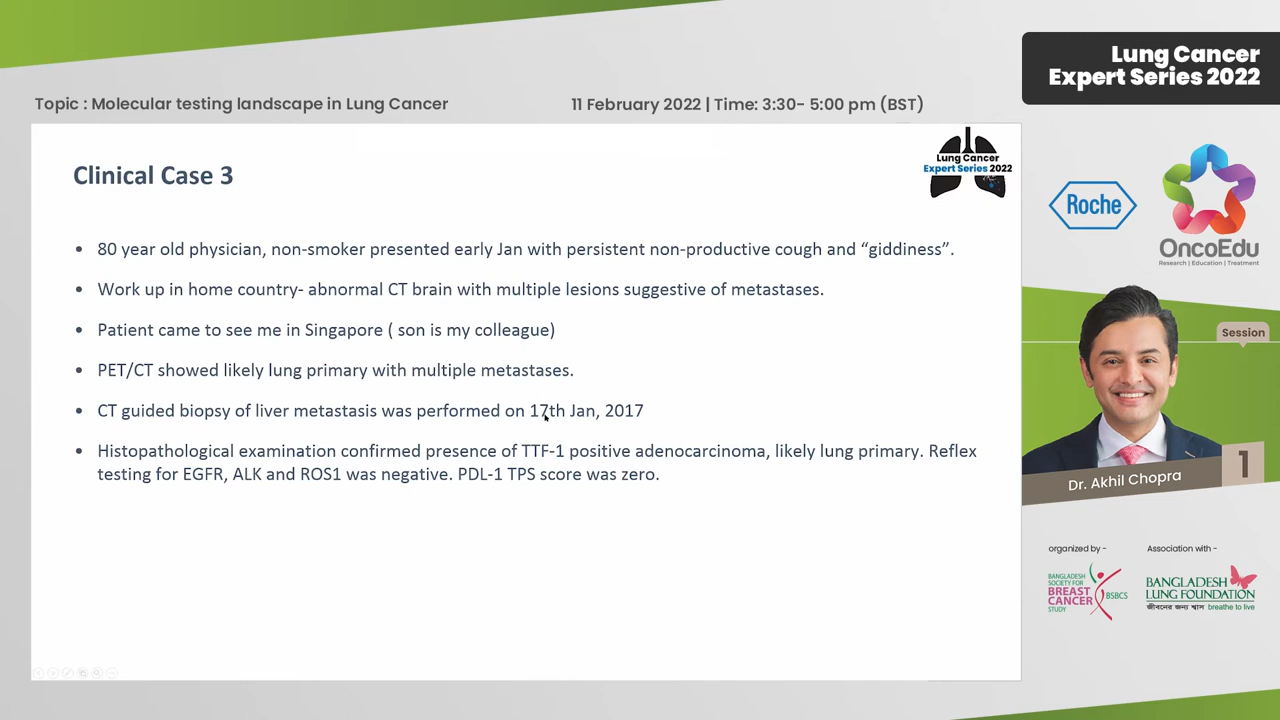 Lung Cancer
Expert Series 2022
Topic : Molecular testing landscape in Lung Cancer
11 February 2022 | Time: 3:30- 5:00 pm (BST)
Lung Cancer
Expert Series 2022
Clinical Case 3
• 80 year old physician, non-smoker presented early Jan with persistent non-productive cough and “giddiness”.
• Work up in home country- abnormal CT brain with multiple lesions suggestive of metastases.
• Patient came to see me in Singapore ( son is my colleague)
• PET/CT showed likely lung primary with multiple metastases.
• CT guided biopsy of liver metastasis was performed on 17th Jan, 2017
• Histopathological examination confirmed presence of TTF-1 positive adenocarcinoma, likely lung primary. Reflex
testing for EGFR, ALK and ROS1 was negative. PDL-1 TPS score was zero.
Roche
OncoEdu
Research | Education | Treatment
Session
1
Dr. Akhil Chopra
organized by -
BANGLADESH
SOCIETY FOR
BREAST
CANCER
STUDY
BSBCS
Association with -
BANGLADESH
LUNG FOUNDATION
জীবনের জন্য শ্বাস breathe to live